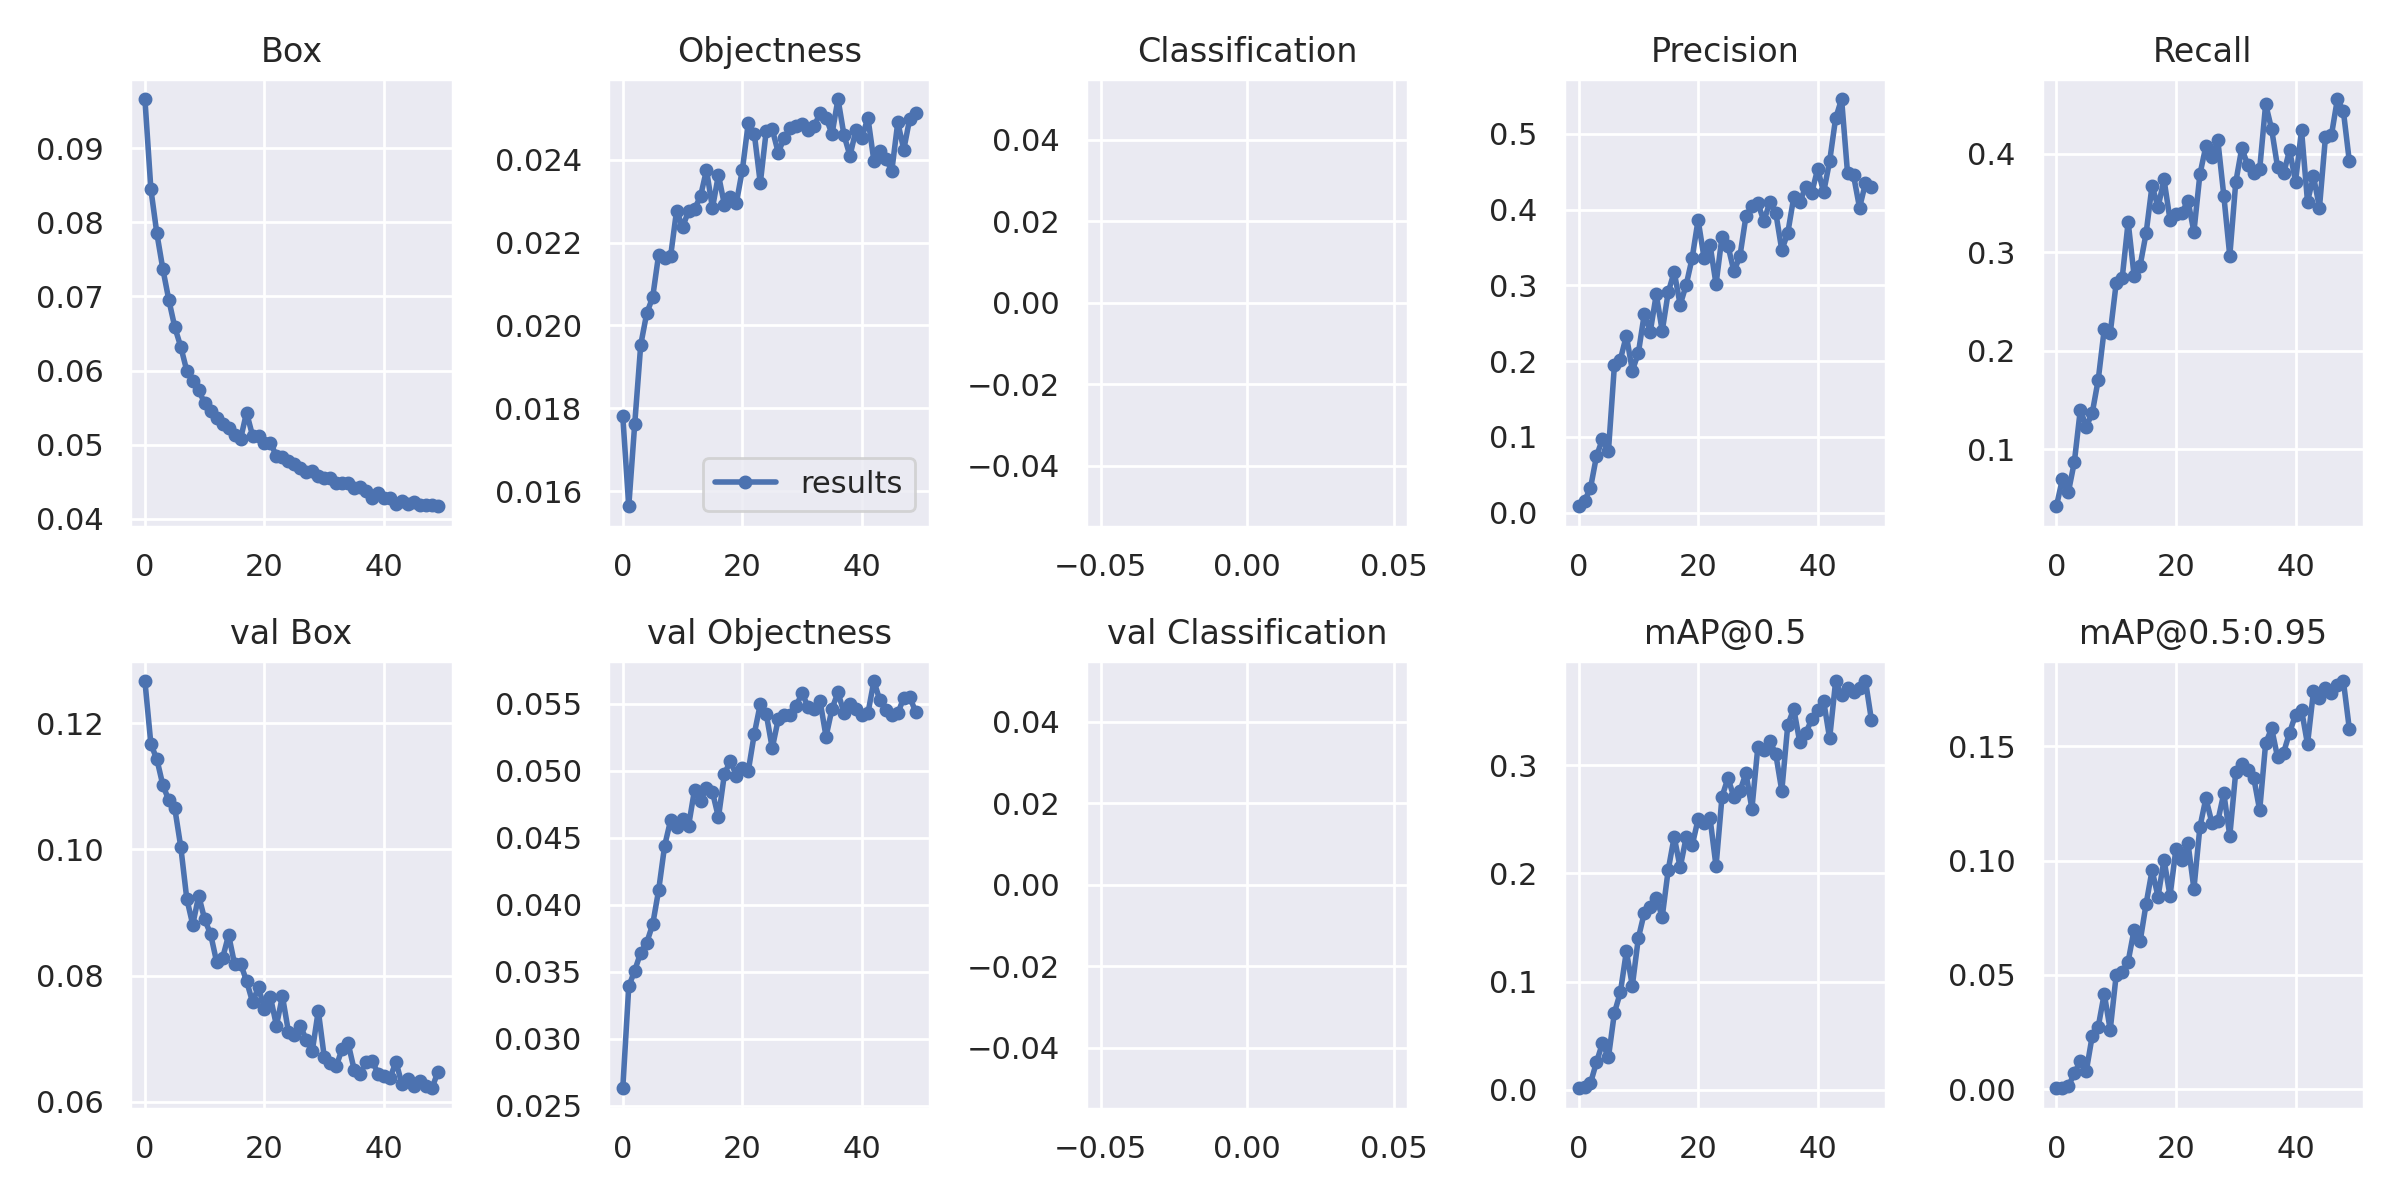 Box
Objectness
Classification
Precision
Recall
0.09
0.08
0.07
0.06
0.05
0.04
0 20 40
0.024
0.022
0.020
0.018
0.016
results
0 20 40
0.04
0.02
0.00
−0.02
−0.04
−0.05 0.00 0.05
0.5
0.4
0.3
0.2
0.1
0.0
0 20 40
0.4
0.3
0.2
0.1
0 20 40
val Box
val Objectness
val Classification
mAP@0.5
mAP@0.5:0.95
0.12
0.10
0.08
0.06
0 20 40
0.055
0.050
0.045
0.040
0.035
0.030
0.025
0 20 40
0.04
0.02
0.00
−0.02
−0.04
−0.05 0.00 0.05
0.3
0.2
0.1
0.0
0 20 40
0.15
0.10
0.05
0.00
0 20 40